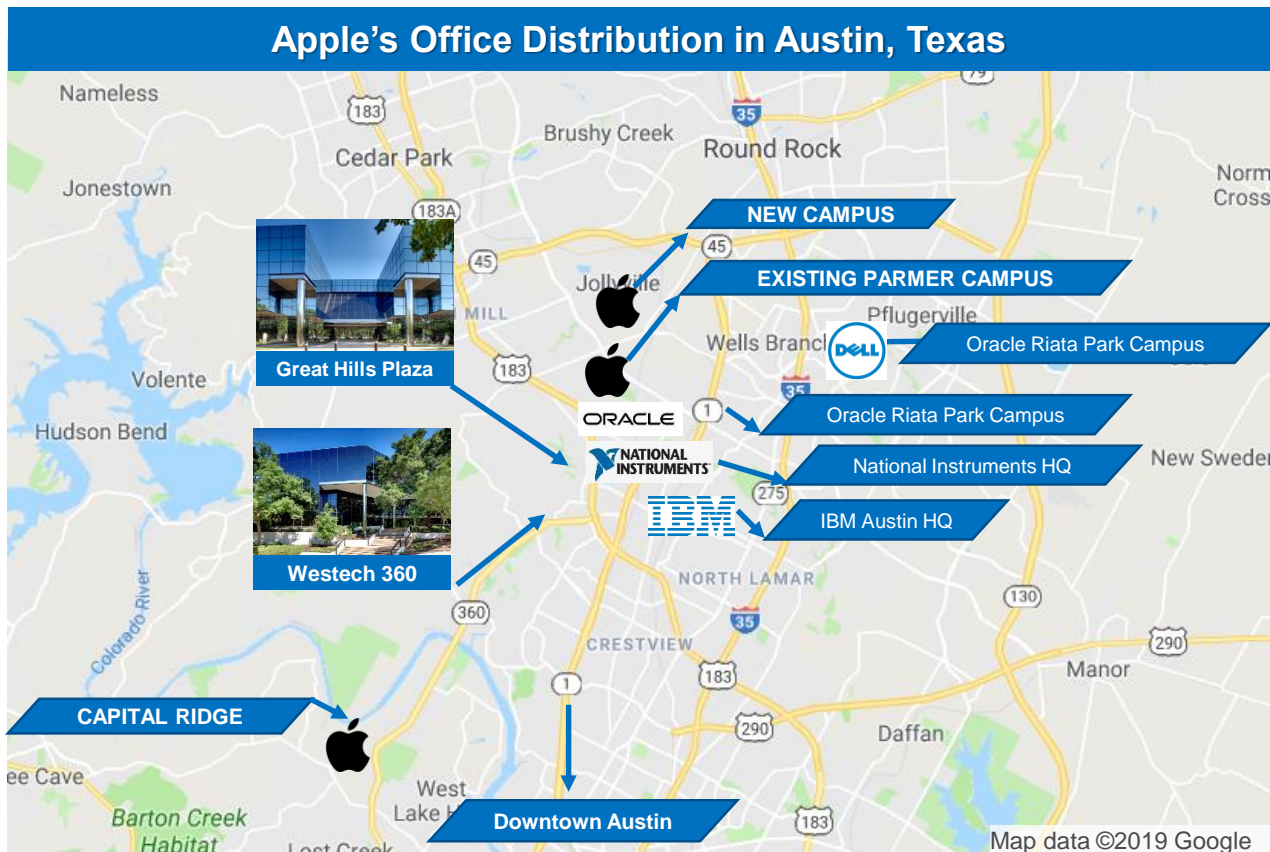 Apple's Office Distribution in Austin, Texas
79
Nameless
183
35
Brushy Creek
Round Rock
Cedar Park
Jonestown
Norm
Cross
183A
NEW CAMPUS
45
45
Jollyville
EXISTING PARMER CAMPUS
MILL
Pflugerville
Wells Branch
DELL
Oracle Riata Park Campus
Great Hills Plaza
183
Volente
35
ORACLE
1
Oracle Riata Park Campus
Hudson Bend
NATIONAL
INSTRUMENTS
National Instruments HQ
New Sweden
275
IBM
IBM Austin HQ
Westech 360
NORTH LAMAR
130
360
35
Colorado River
CRESTVIEW
290
Manor
183
1
CAPITAL RIDGE
290
Daffan
ee Cave
West
Lake H
Barton Creek
Habitat
Downtown Austin
183
Lost Creek
Map data ©2019 Google